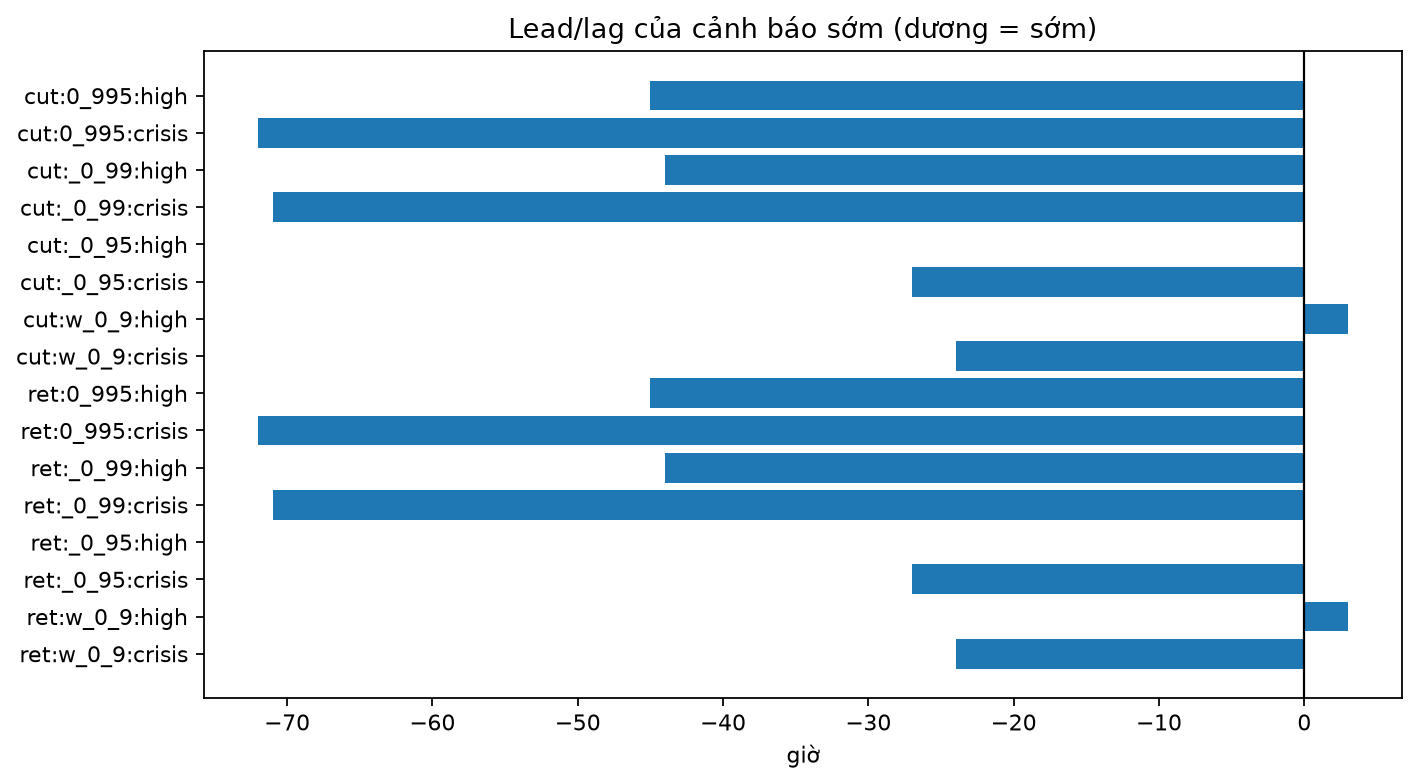 Lead/lag của cảnh báo sớm (dương = sớm)
cut:0_995:high
cut:0_995:crisis
cut:_0_99:high
cut:_0_99:crisis
cut:_0_95:high
cut:_0_95:crisis
cut:w_0_9:high
cut:w_0_9:crisis
ret:0_995:high
ret:0_995:crisis
ret:_0_99:high
ret:_0_99:crisis
ret:_0_95:high
ret:_0_95:crisis
ret:w_0_9:high
ret:w_0_9:crisis
−70 −60 −50 −40 −30 −20 −10 0
giờ